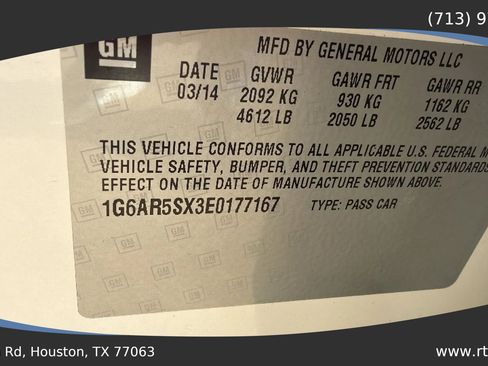 (713) 9
GM
MFD BY GENERAL MOTORS LLC
DATE GVWR GAWR FRT GAWR RR
03/14 2092 KG 930 KG 1162 KG
4612 LB 2050 LB 2562 LB
THIS VEHICLE CONFORMS TO ALL APPLICABLE U.S. FEDERAL M
VEHICLE SAFETY, BUMPER, AND THEFT PREVENTION STANDARDS
EFFECT ON THE DATE OF MANUFACTURE SHOWN ABOVE.
1G6AR5SX3E0177167 TYPE: PASS CAR
Rd, Houston, TX 77063
www.rt